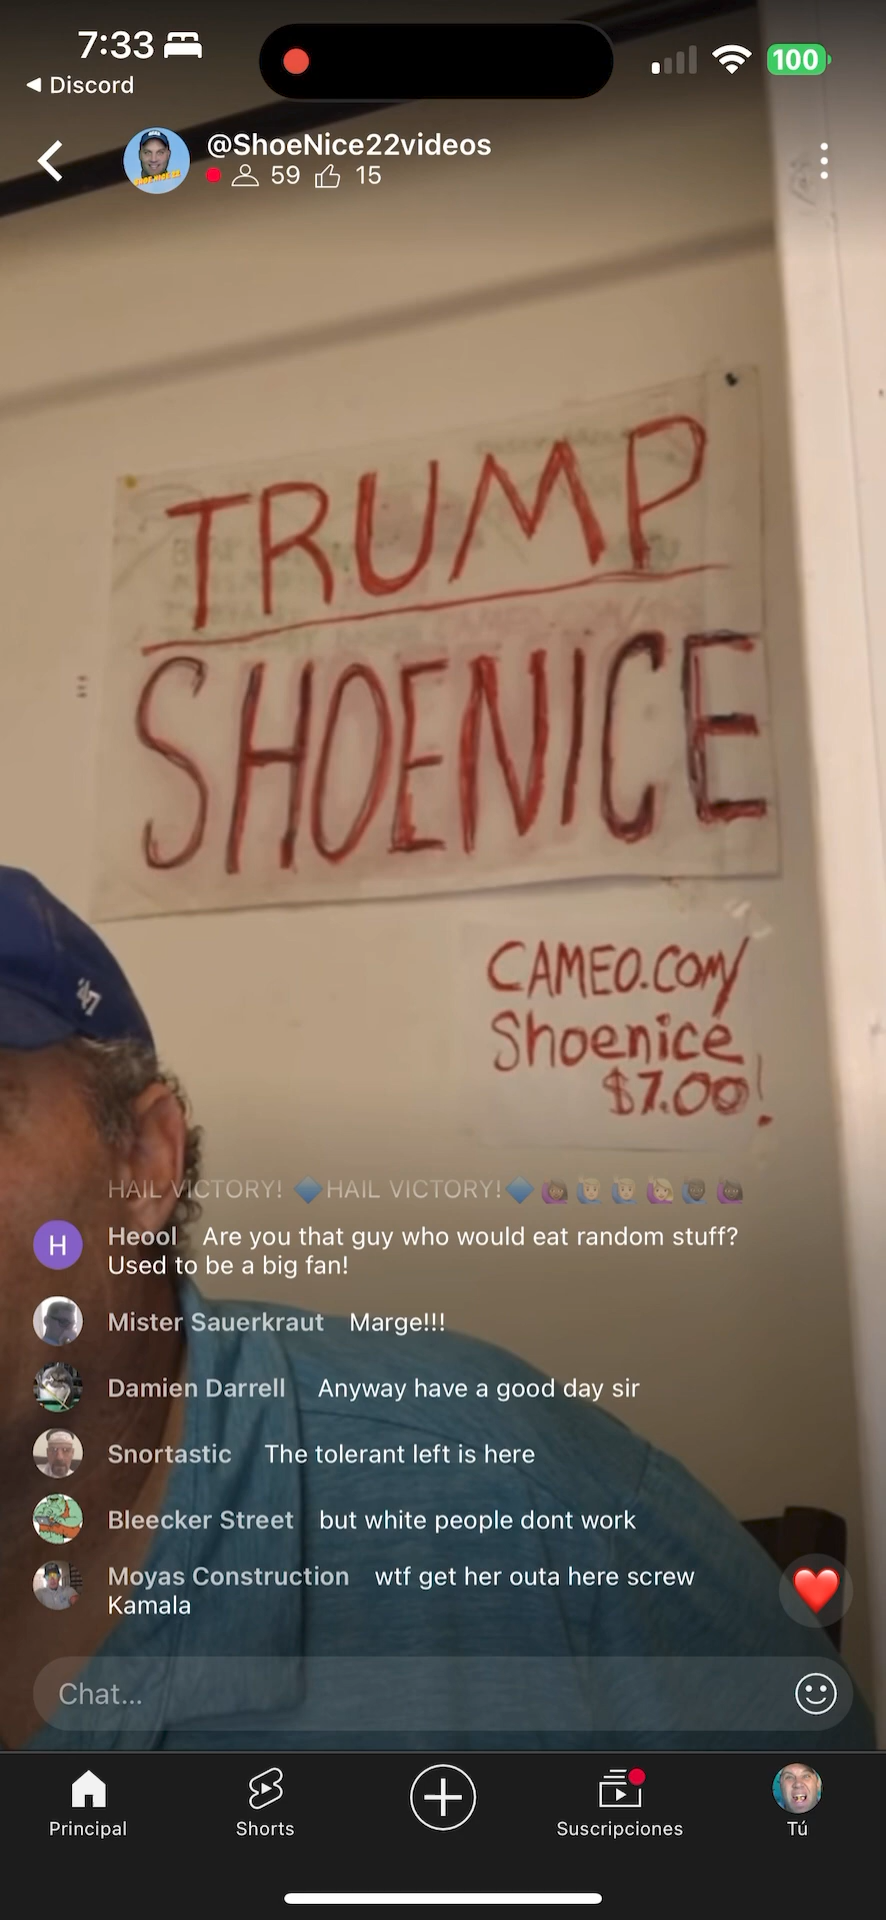 7:33
100
Discord
@ShoeNice22videos
59 15
TRUMP
SHOENICE
47
CAMEO.COM/
Shoenice
$7.00!
HAIL VICTORY! 🔷HAIL VICTORY!🔷
H
Heool Are you that guy who would eat random stuff?
Used to be a big fan!
Mister Sauerkraut Marge!!!
Damien Darrell Anyway have a good day sir
Snortastic The tolerant left is here
Bleecker Street but white people dont work
Moyas Construction wtf get her outa here screw
Kamala
Chat...
Principal
Shorts
Suscripciones
Tú